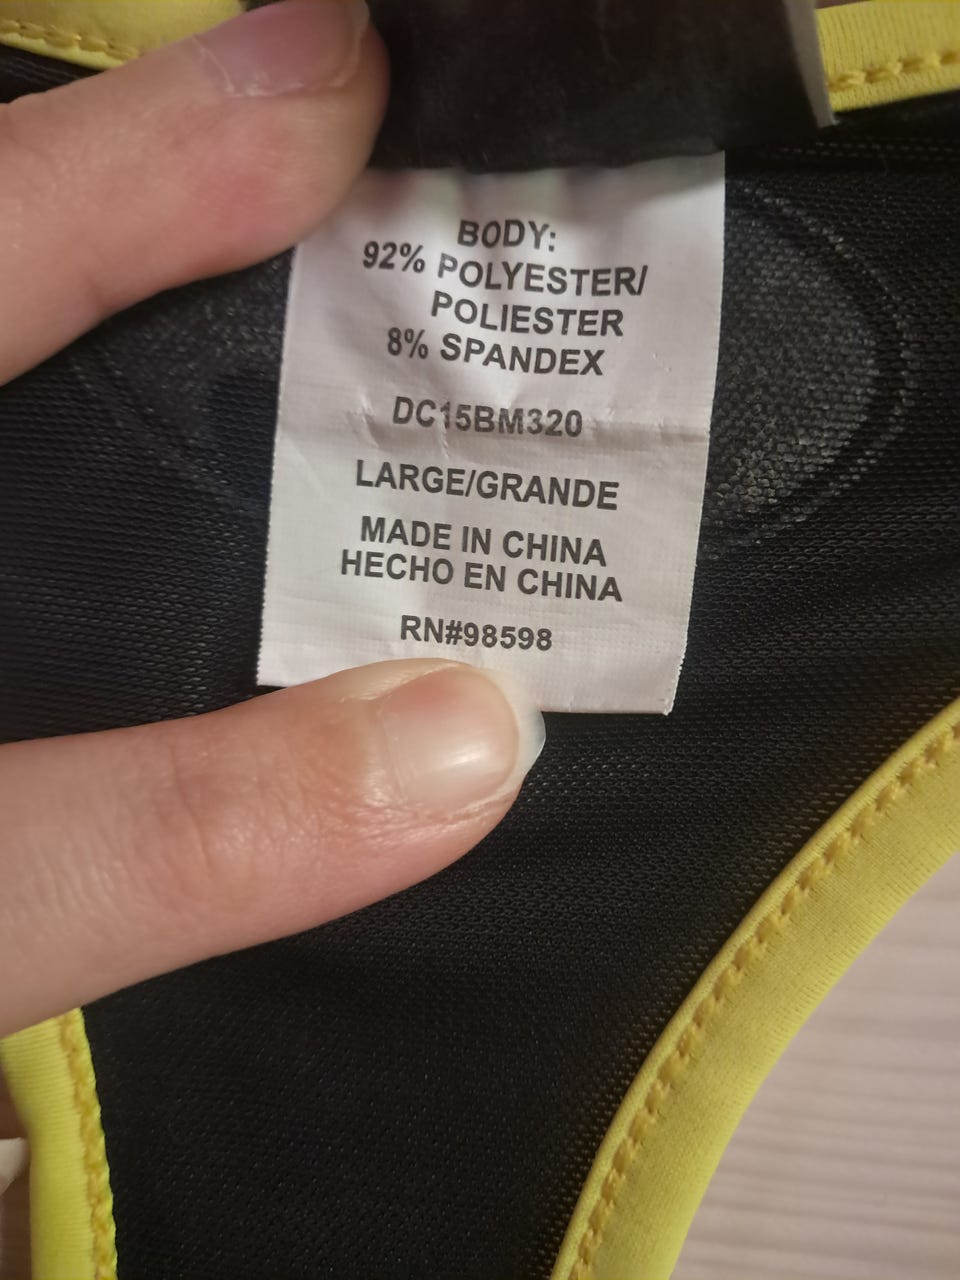 BODY:
92% POLYESTER/
POLIESTER
8% SPANDEX
DC15BM320
LARGE/GRANDE
MADE IN CHINA
HECHO EN CHINA
RN#98598